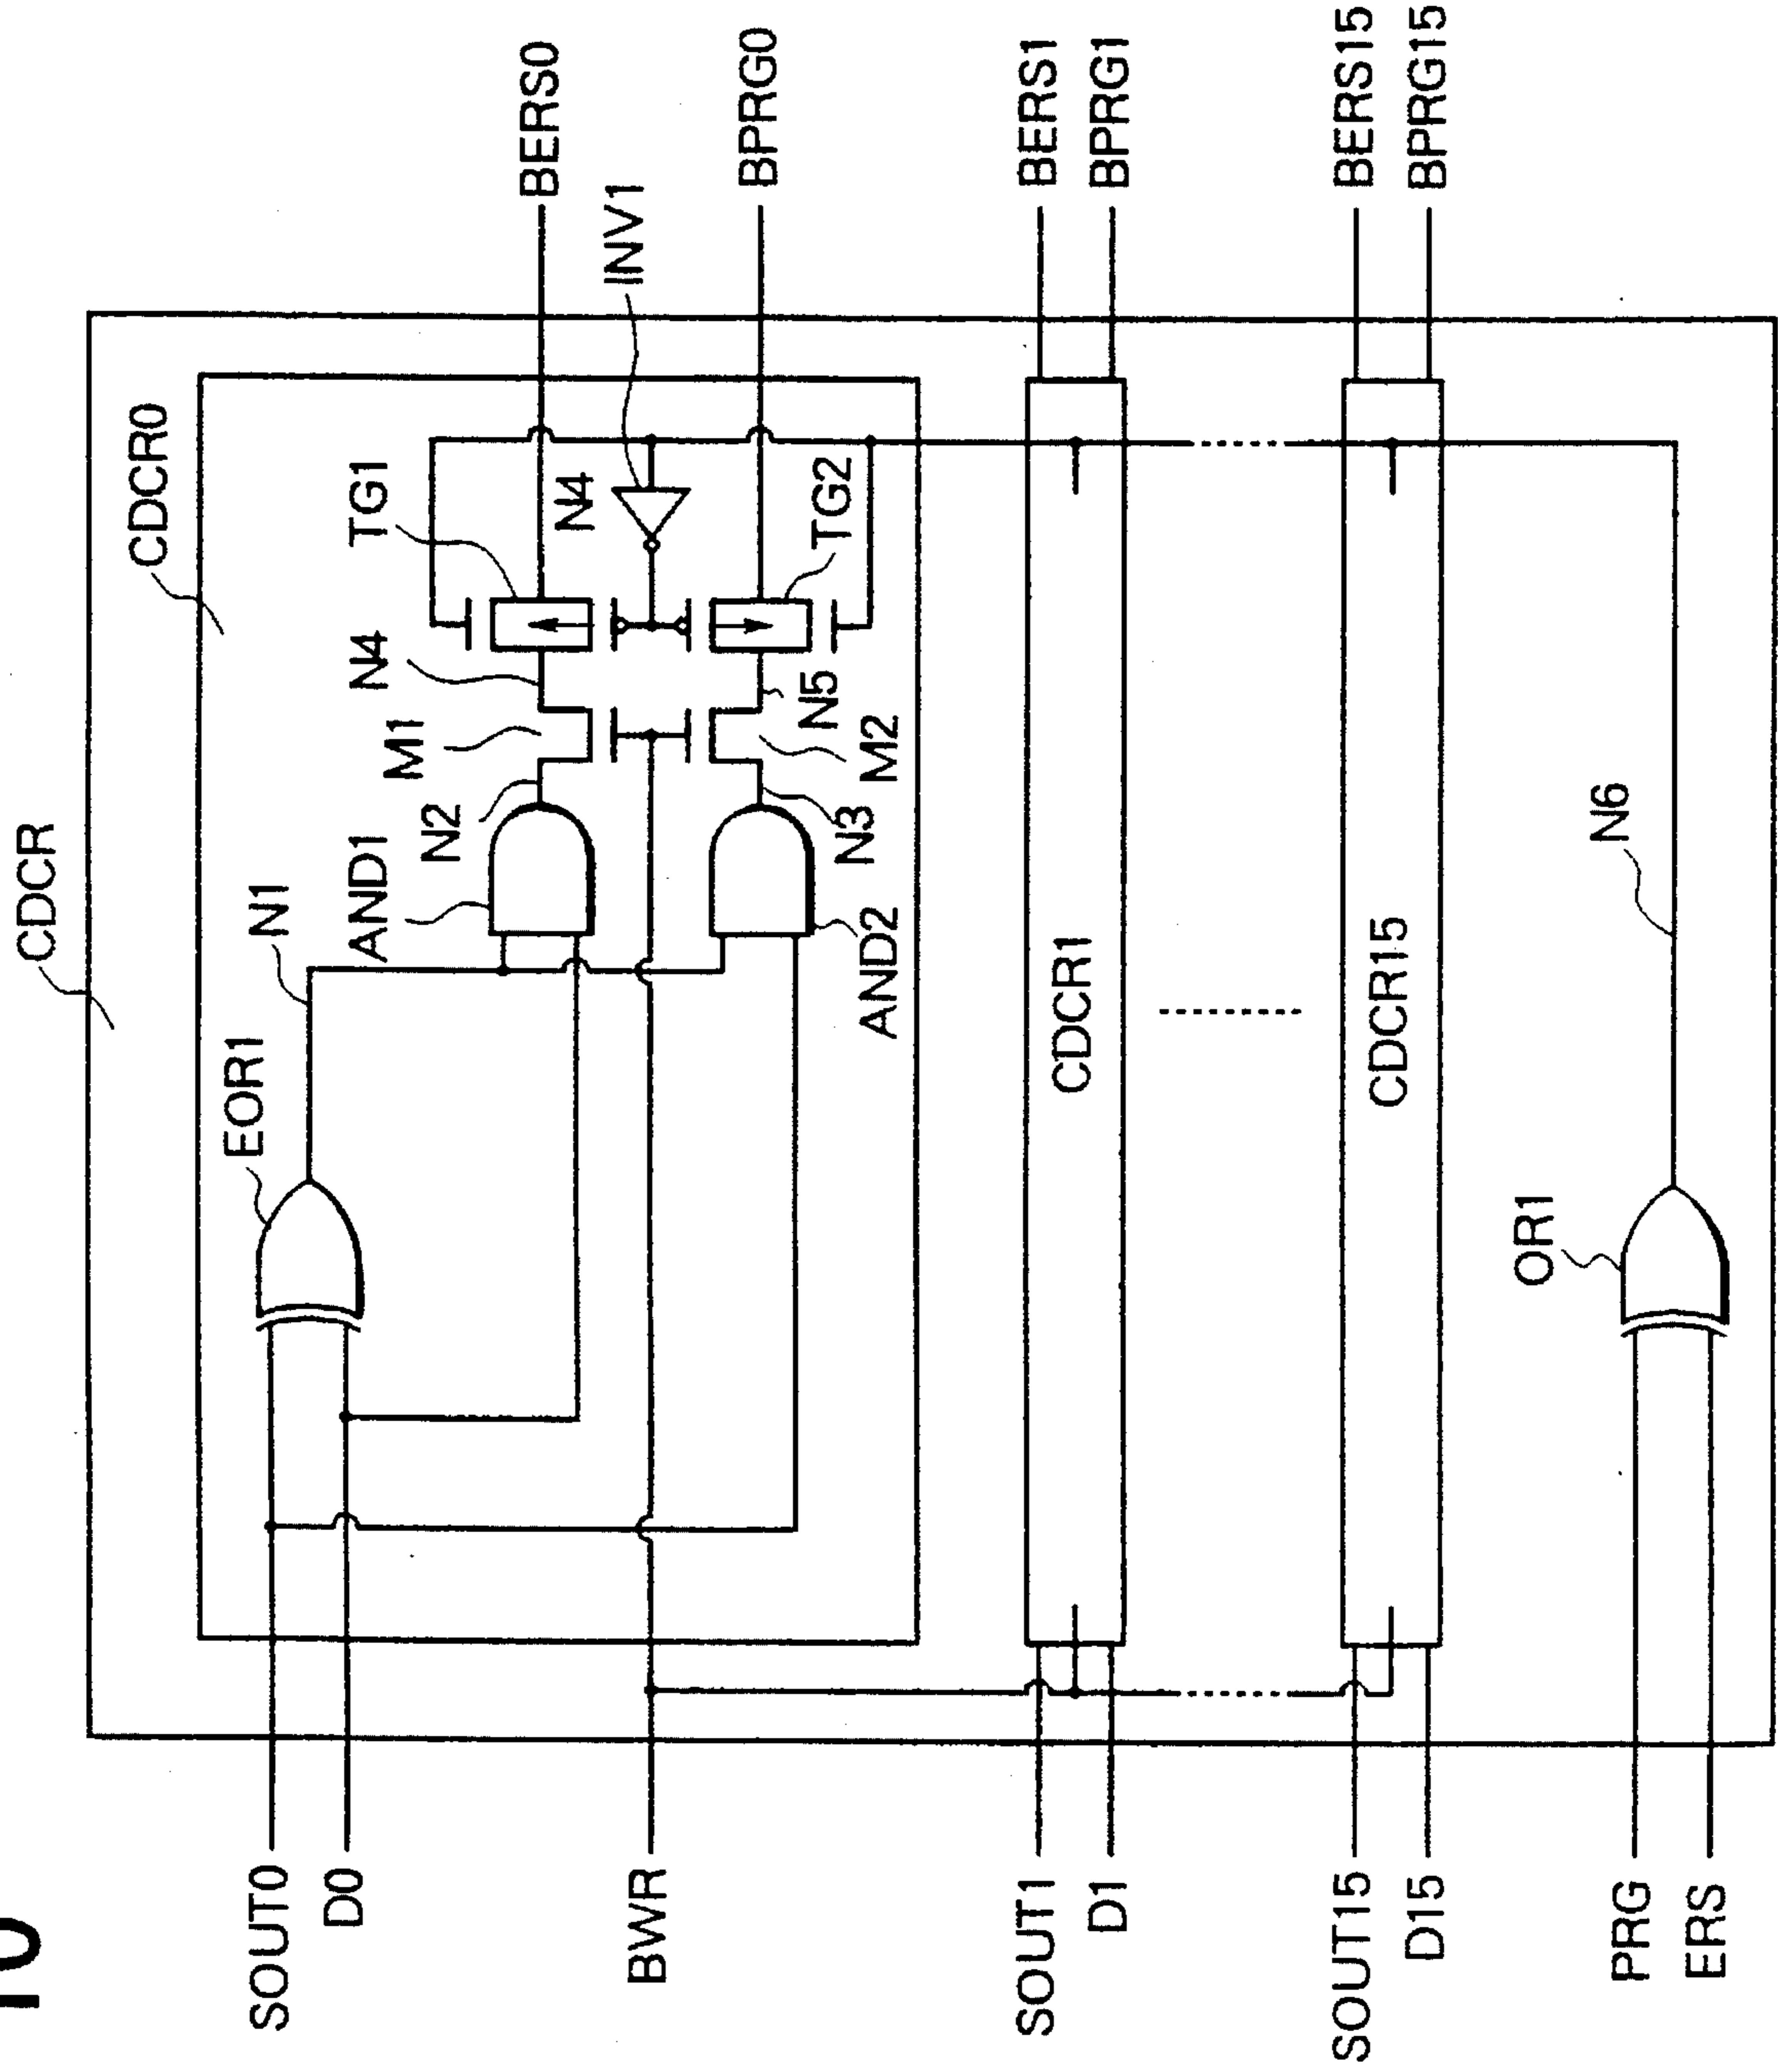 10
CDCR
CDCR0
SOUT0
D0
EOR1
N1
AND1
N2
M1
N4
TG1
BERS0
N4
INV1
BWR
AND2
N3
M2
N5
TG2
BPRG0
SOUT1
D1
CDCR1
BERS1
BPRG1
SOUT15
D15
CDCR15
BERS15
BPRG15
PRG
ERS
OR1
N6